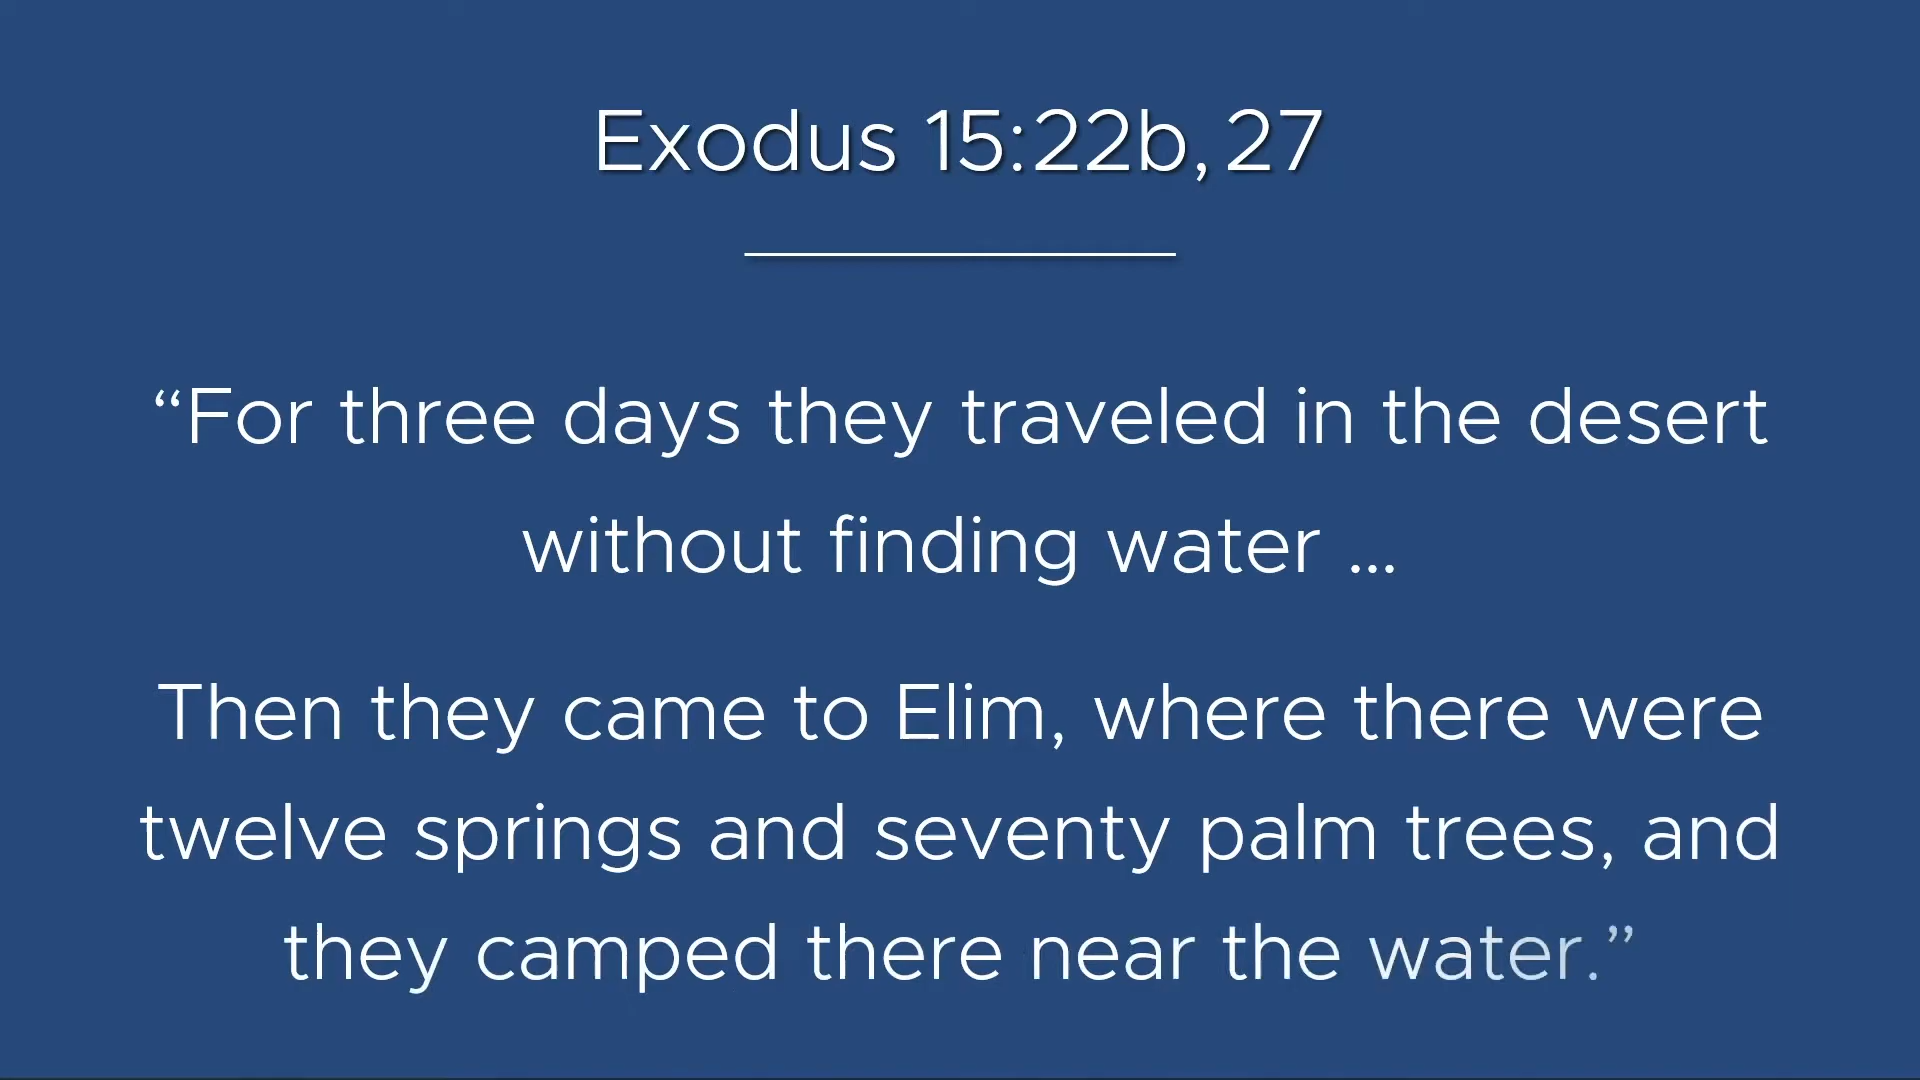 Exodus 15:22b, 27
“For three days they traveled in the desert
without finding water ...
Then they came to Elim, where there were
twelve springs and seventy palm trees, and
they camped there near the water.”